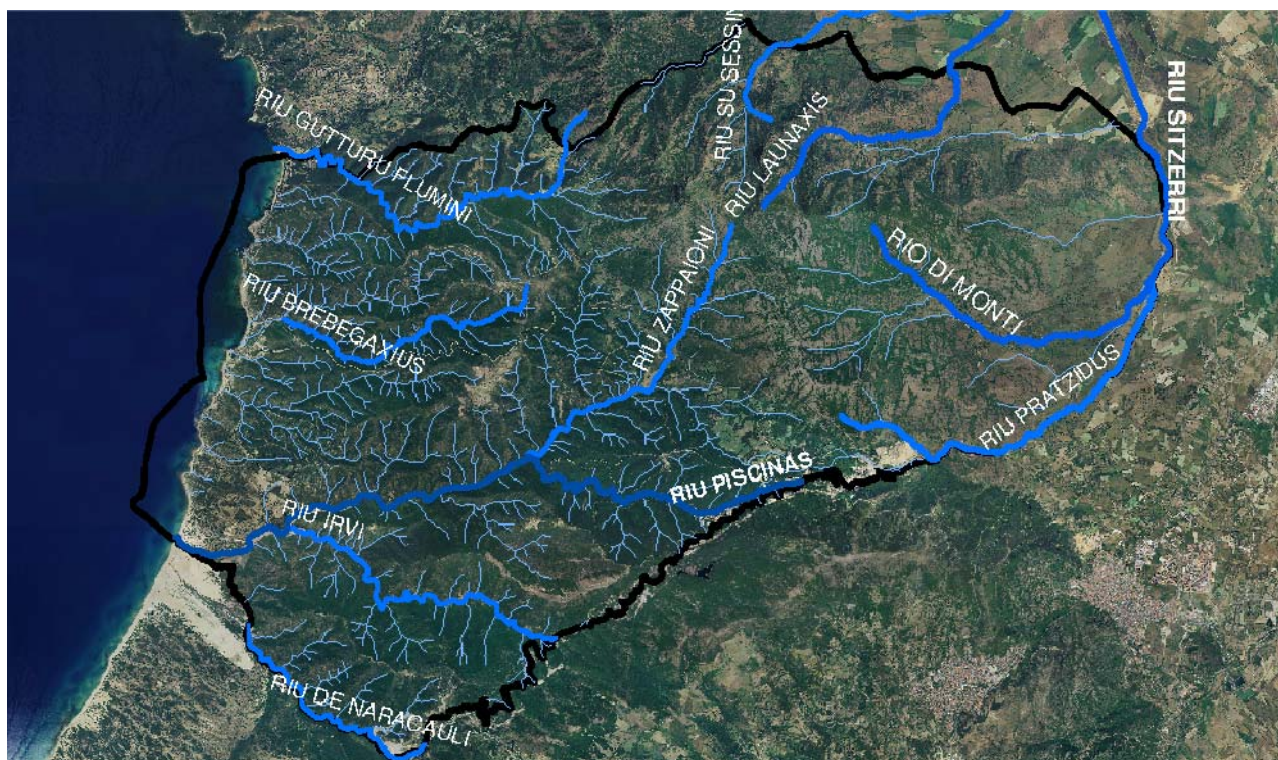 RIU SU SESSIN
RIU SITZERRI
RIU GUTTURU FLUMINI
RIU LAUNAXIS
RIO DI MONTI
RIU ZAPPAIONI
RIU BREBEGAXIUS
RIU PRATZIDUS
RIU PISCINAS
RIU IRVI
RIU DE NARACAULI